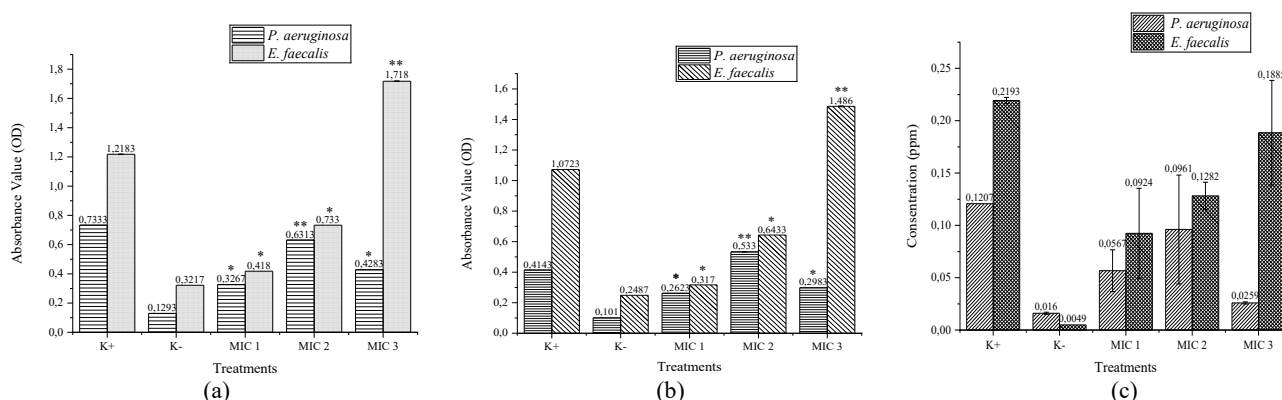 P. aeruginosa
E. faecalis
Absorbance Value (OD)
1,8
1,6
1,4
1,2
1,0
0,8
0,6
0,4
0,2
0,0
0,7333
1,2183
0,1293
0,3217
*
0,3267
*
0,418
**
0,6313
*
0,733
*
0,4283
**
1,718
K+
K-
MIC 1
MIC 2
MIC 3
Treatments
(a)
P. aeruginosa
E. faecalis
Absorbance Value (OD)
1,8
1,6
1,4
1,2
1,0
0,8
0,6
0,4
0,2
0,0
0,4143
1,0723
0,101
0,2487
*
0,2623
*
0,317
**
0,533
*
0,6433
*
0,2983
**
1,486
K+
K-
MIC 1
MIC 2
MIC 3
Treatments
(b)
P. aeruginosa
E. faecalis
Consentration (ppm)
0,25
0,20
0,15
0,10
0,05
0,00
0,1207
0,2193
0,016
0,0049
0,0567
0,0924
0,0961
0,1282
0,0259
0,1885
K+
K-
MIC 1
MIC 2
MIC 3
Treatments
(c)